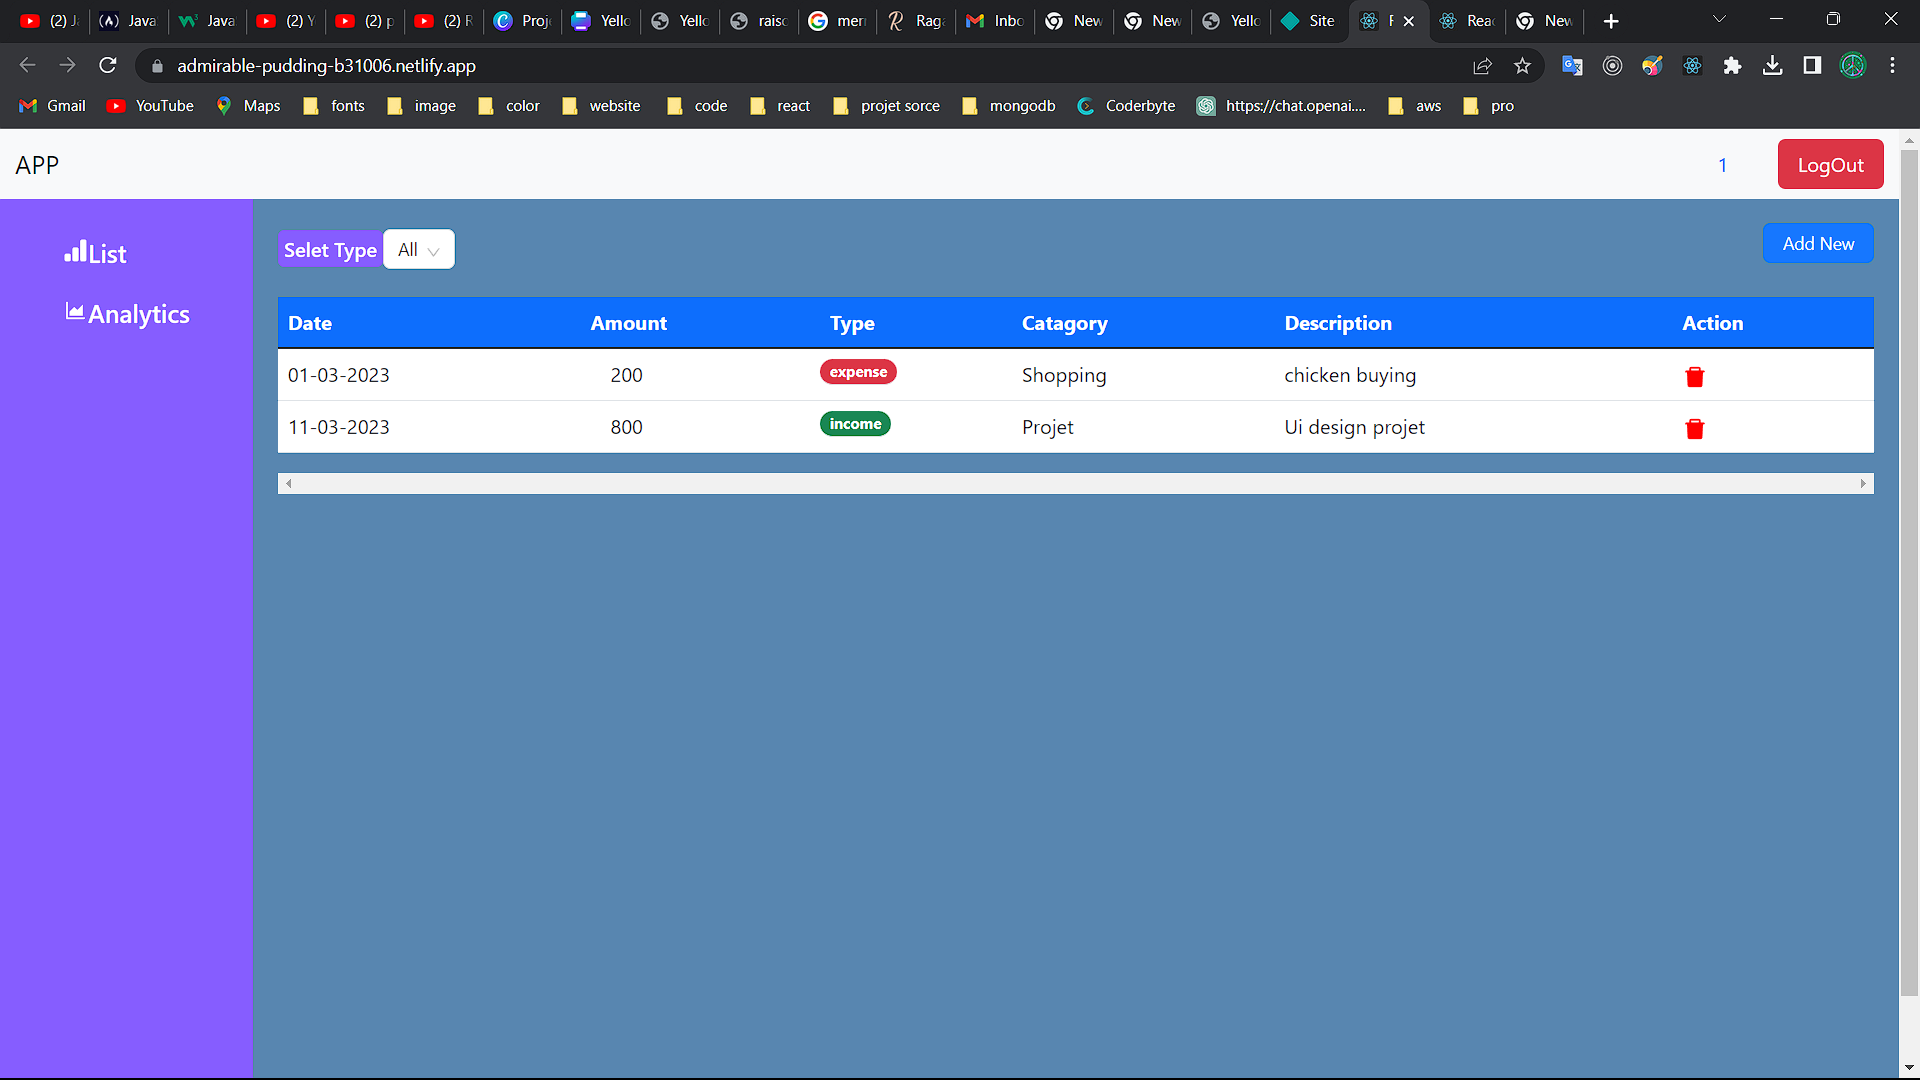 (2) J Java Java (2) Y (2) p (2) R Proj Yello Yello raisc mer Rag Inbo New New Yello Site F Rea New
admirable-pudding-b31006.netlify.app
Gmail YouTube Maps fonts image color website code react projet sorce mongodb Coderbyte https://chat.openai.... aws pro
APP 1 LogOut
List
Analytics
Selet Type All Add New
Date Amount Type Catagory Description Action
01-03-2023 200 expense Shopping chicken buying
11-03-2023 800 income Projet Ui design projet